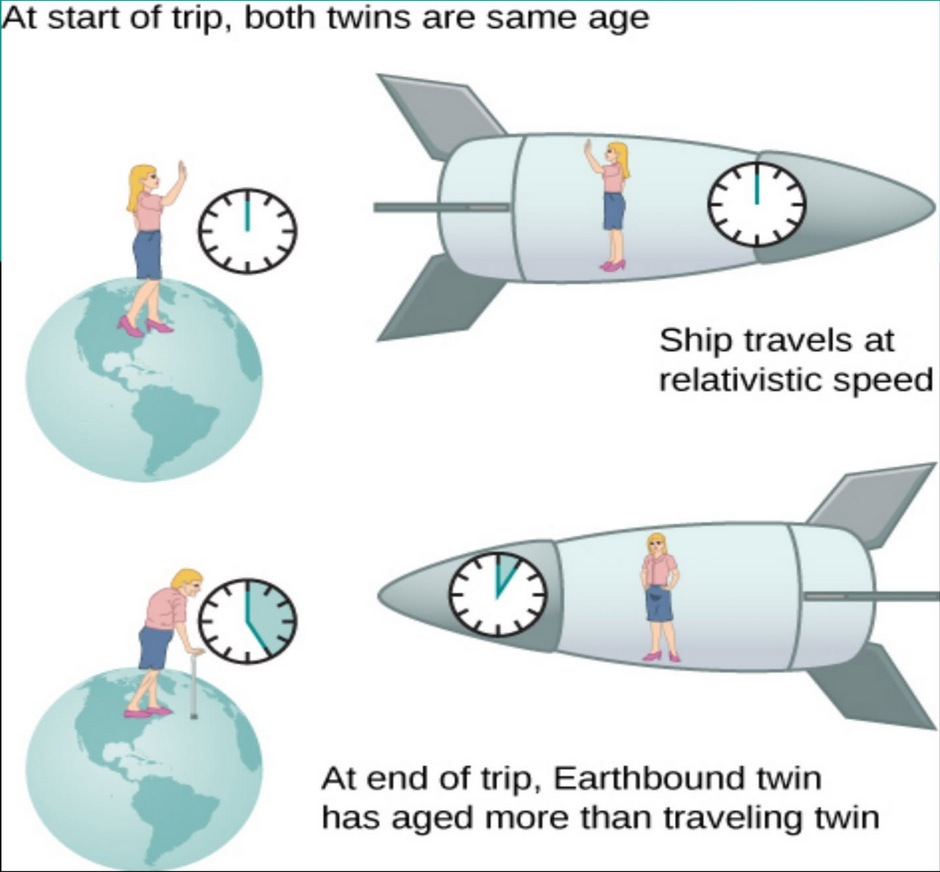 At start of trip, both twins are same age
Ship travels at
relativistic speed
At end of trip, Earthbound twin
has aged more than traveling twin